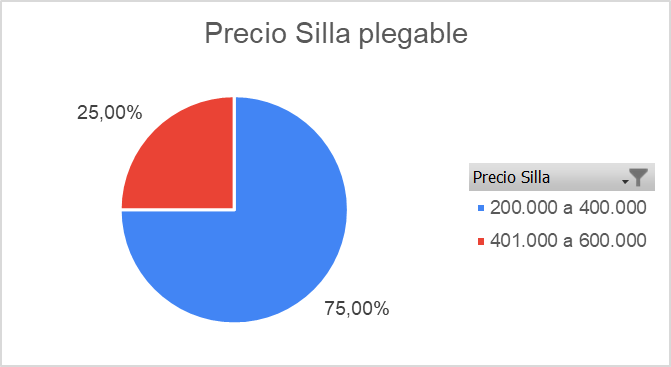 Precio Silla plegable
25,00%
75,00%
Precio Silla
200.000 a 400.000
401.000 a 600.000